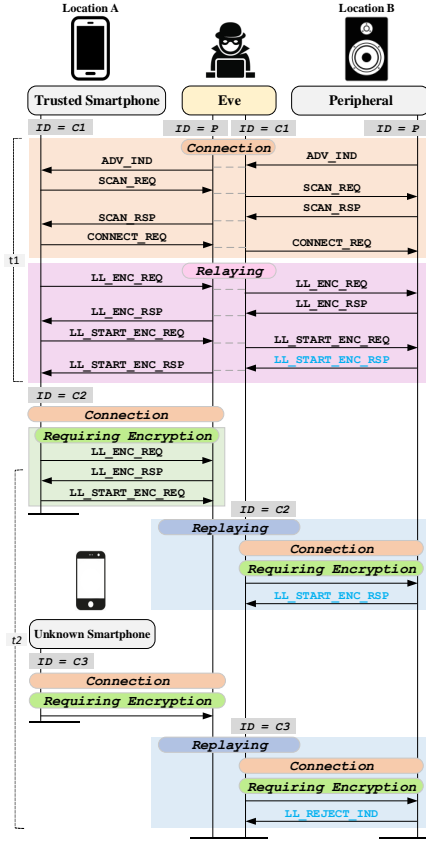 Location A
Location B
Trusted Smartphone
Eve
Peripheral
ID = C1
ID = P
ID = C1
ID = P
Connection
ADV_IND
ADV_IND
SCAN_REQ
SCAN_REQ
SCAN_RSP
SCAN_RSP
CONNECT_REQ
CONNECT_REQ
t1
Relaying
LL_ENC_REQ
LL_ENC_REQ
LL_ENC_RSP
LL_ENC_RSP
LL_START_ENC_REQ
LL_START_ENC_REQ
LL_START_ENC_RSP
LL_START_ENC_RSP
ID = C2
Connection
Requiring Encryption
LL_ENC_REQ
LL_ENC_RSP
LL_START_ENC_REQ
ID = C2
Replaying
Connection
Requiring Encryption
LL_START_ENC_RSP
t2
Unknown Smartphone
ID = C3
Connection
Requiring Encryption
ID = C3
Replaying
Connection
Requiring Encryption
LL_REJECT_IND